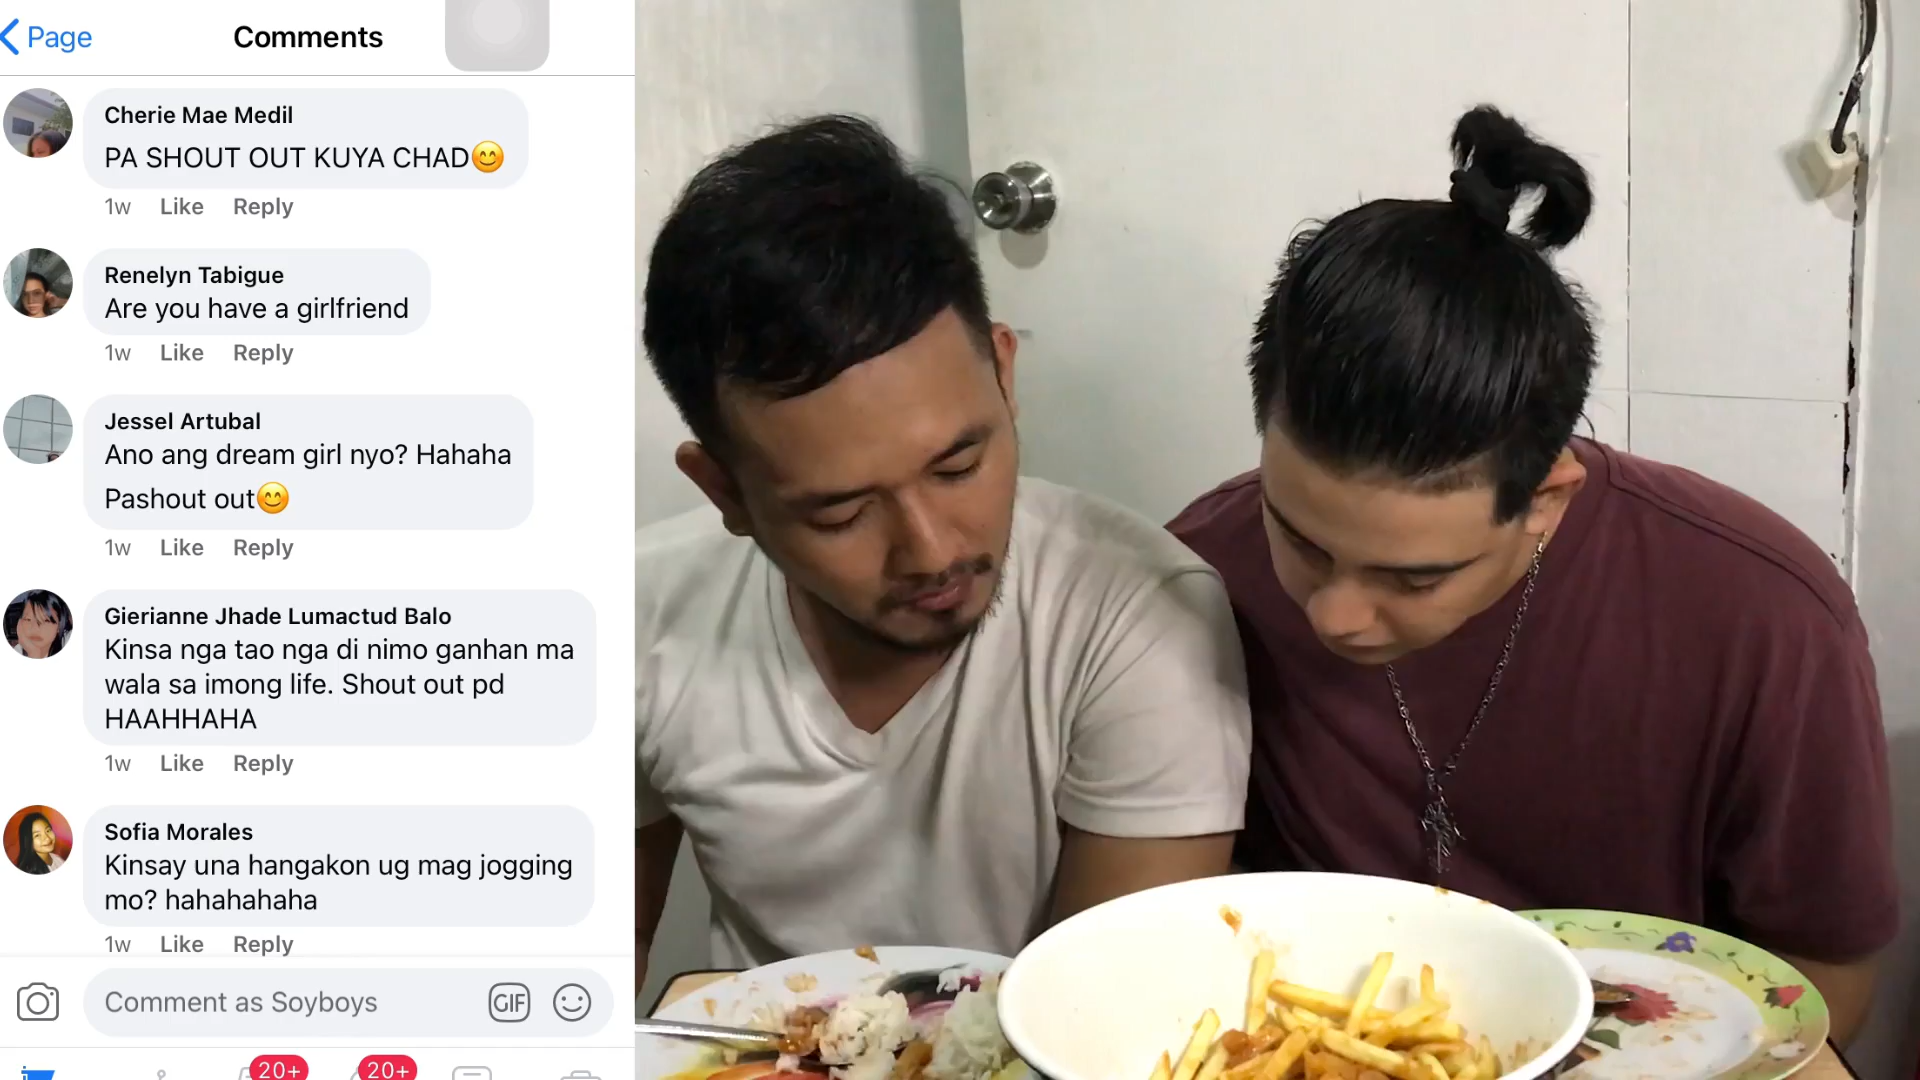 Page
Comments
Cherie Mae Medil
PA SHOUT OUT KUYA CHAD😊
1w Like Reply
Renelyn Tabigue
Are you have a girlfriend
1w Like Reply
Jessel Artubal
Ano ang dream girl nyo? Hahaha
Pashout out😊
1w Like Reply
Gierianne Jhade Lumactud Balo
Kinsa nga tao nga di nimo ganhan ma
wala sa imong life. Shout out pd
HAAHHAHA
1w Like Reply
Sofia Morales
Kinsay una hangakon ug mag jogging
mo? hahahahaha
1w Like Reply
Comment as Soyboys
GIF
20+ 20+